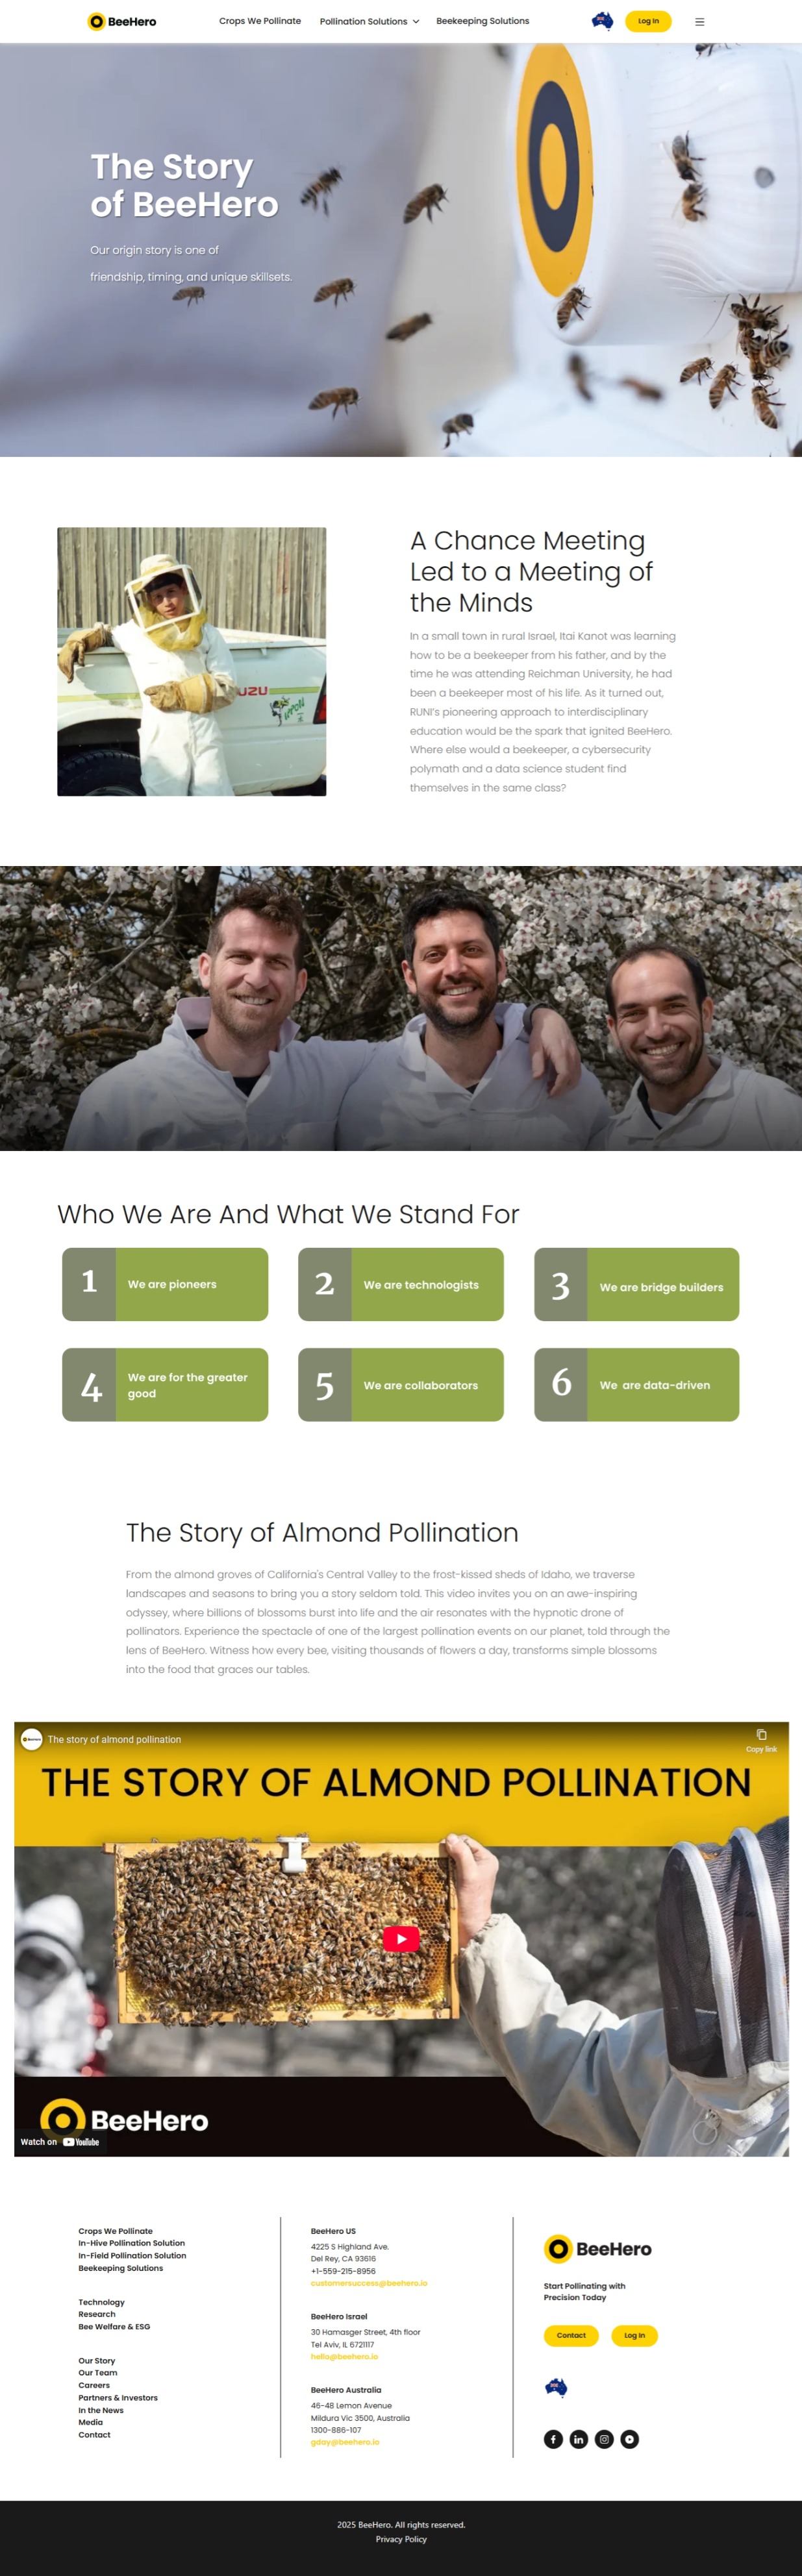 BeeHero
Crops We Pollinate
Pollination Solutions
Beekeeping Solutions
Log In
The Story
of BeeHero
Our origin story is one of
friendship, timing, and unique skillsets.
A Chance Meeting
Led to a Meeting of
the Minds
In a small town in rural Israel, Itai Kanot was learning
how to be a beekeeper from his father, and by the
time he was attending Reichman University, he had
been a beekeeper most of his life. As it turned out,
RUNI's pioneering approach to interdisciplinary
education would be the spark that ignited BeeHero.
Where else would a beekeeper, a cybersecurity
polymath and a data science student find
themselves in the same class?
Who We Are And What We Stand For
1 We are pioneers
2 We are technologists
3 We are bridge builders
4 We are for the greater
good
5 We are collaborators
6 We are data-driven
The Story of Almond Pollination
From the almond groves of California's Central Valley to the frost-kissed sheds of Idaho, we traverse
landscapes and seasons to bring you a story seldom told. This video invites you on an awe-inspiring
odyssey, where billions of blossoms burst into life and the air resonates with the hypnotic drone of
pollinators. Experience the spectacle of one of the largest pollination events on our planet, told through the
lens of BeeHero. Witness how every bee, visiting thousands of flowers a day, transforms simple blossoms
into the food that graces our tables.
The story of almond pollination
Copy link
THE STORY OF ALMOND POLLINATION
BeeHero
Watch on YouTube
Crops We Pollinate
In-Hive Pollination Solution
In-Field Pollination Solution
Beekeeping Solutions
Technology
Research
Bee Welfare & ESG
Our Story
Our Team
Careers
Partners & Investors
In the News
Media
Contact
BeeHero US
4225 S Highland Ave.
Del Rey, CA 93616
+1-559-215-8956
customersuccess@beehero.io
BeeHero Israel
30 Hamasger Street, 4th floor
Tel Aviv, IL 6721117
hello@beehero.io
BeeHero Australia
46-48 Lemon Avenue
Mildura Vic 3500, Australia
1300-886-107
gday@beehero.io
BeeHero
Start Pollinating with
Precision Today
Contact
Log In
2025 BeeHero. All rights reserved.
Privacy Policy